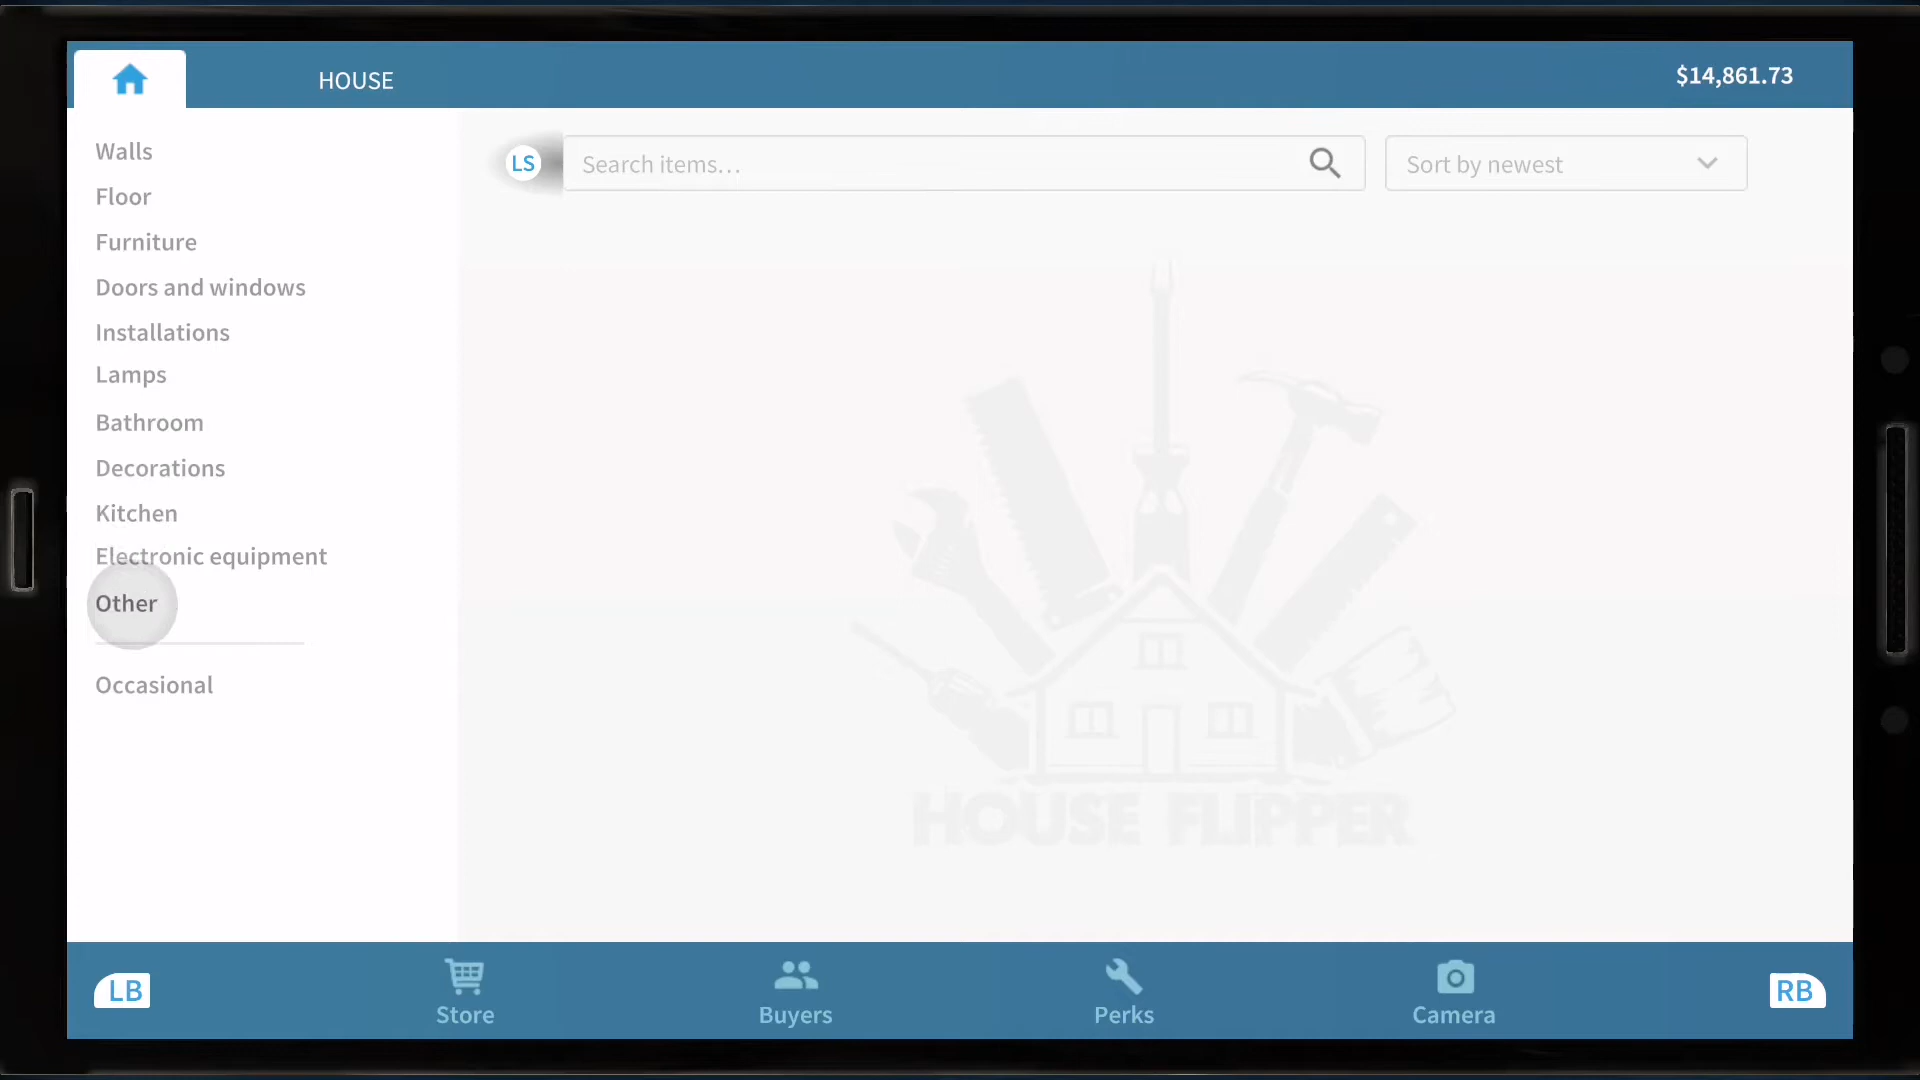 HOUSE
$14,861.73
Walls
Floor
Furniture
Doors and windows
Installations
Lamps
Bathroom
Decorations
Kitchen
Electronic equipment
Other
Occasional
LS
Search items...
Sort by newest
HOUSE FLIPPER
LB
Store
Buyers
Perks
Camera
RB